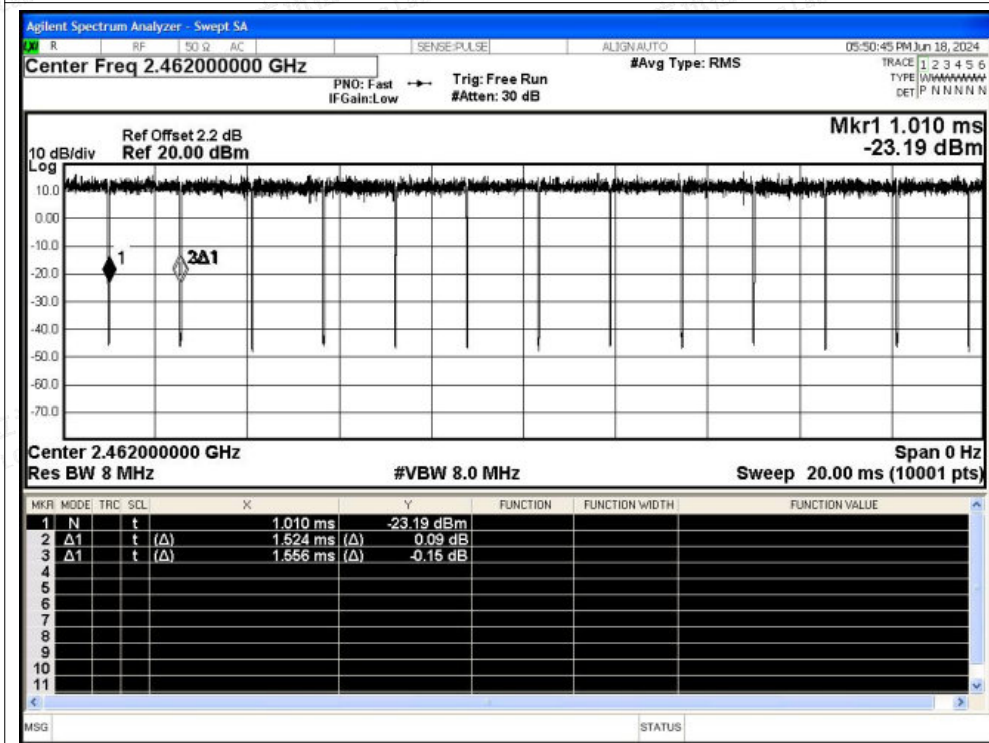 Agilent Spectrum Analyzer - Swept SA
LXI R RF 50 Ω AC SENSE:PULSE ALIGN AUTO 05:50:45 PM Jun 18, 2024
Center Freq 2.462000000 GHz #Avg Type: RMS TRACE 1 2 3 4 5 6
PNO: Fast Trig: Free Run TYPE WWWWWW
IFGain:Low #Atten: 30 dB DET P N N N N N
Mkr1 1.010 ms
Ref Offset 2.2 dB
10 dB/div Ref 20.00 dBm -23.19 dBm
Log
10.0
0.00
-10.0
1 3Δ1
-20.0
-30.0
-40.0
-50.0
-60.0
-70.0
Center 2.462000000 GHz Span 0 Hz
Res BW 8 MHz #VBW 8.0 MHz Sweep 20.00 ms (10001 pts)
MKR MODE TRC SCL X Y FUNCTION FUNCTION WIDTH FUNCTION VALUE
1 N t 1.010 ms -23.19 dBm
2 Δ1 t (Δ) 1.524 ms (Δ) 0.09 dB
3 Δ1 t (Δ) 1.556 ms (Δ) -0.15 dB
4
5
6
7
8
9
10
11
MSG STATUS